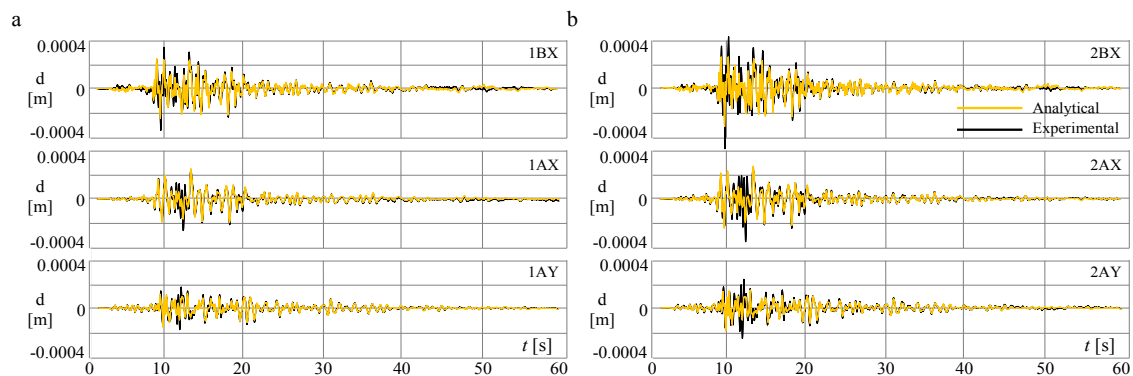 a
0.0004
d
[m]
0
-0.0004
1BX
0.0004
d
[m]
0
-0.0004
1AX
0.0004
d
[m]
0
-0.0004
1AY
t [s]
0 10 20 30 40 50 60
b
0.0004
d
[m]
0
-0.0004
2BX
Analytical
Experimental
0.0004
d
[m]
0
-0.0004
2AX
0.0004
d
[m]
0
-0.0004
2AY
t [s]
0 10 20 30 40 50 60